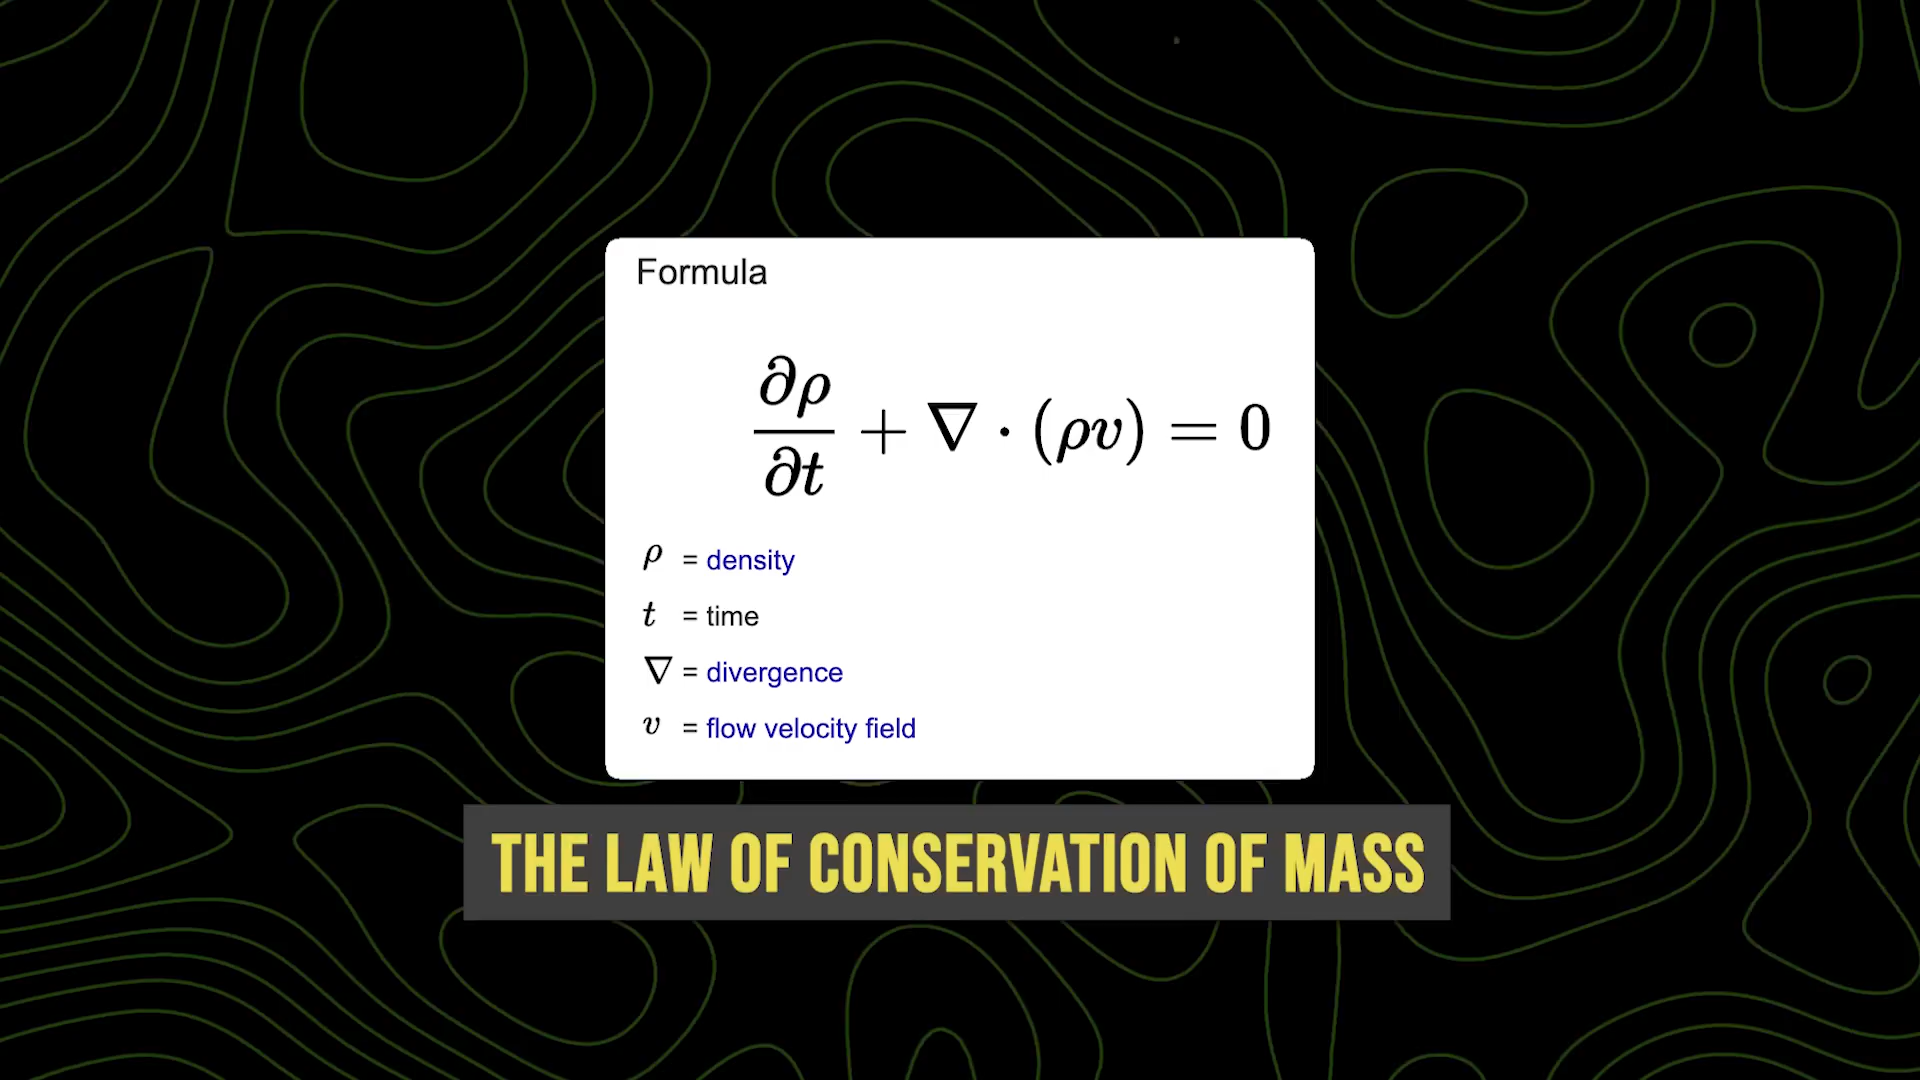 Formula
∂ρ/∂t + ∇ · (ρv) = 0
ρ = density
t = time
∇ = divergence
v = flow velocity field
THE LAW OF CONSERVATION OF MASS